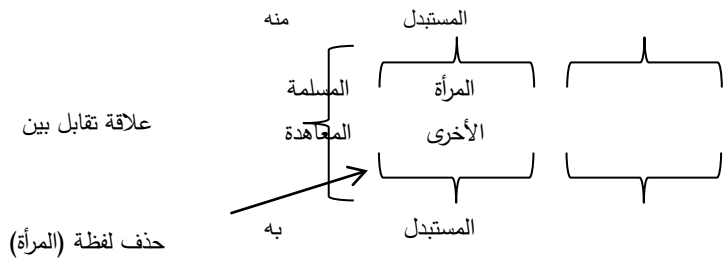 المستبدل منه
المرأة المسلمة
علاقة تقابل بين
الأخرى المعاهدة
المستبدل به
حذف لفظة (المرأة)